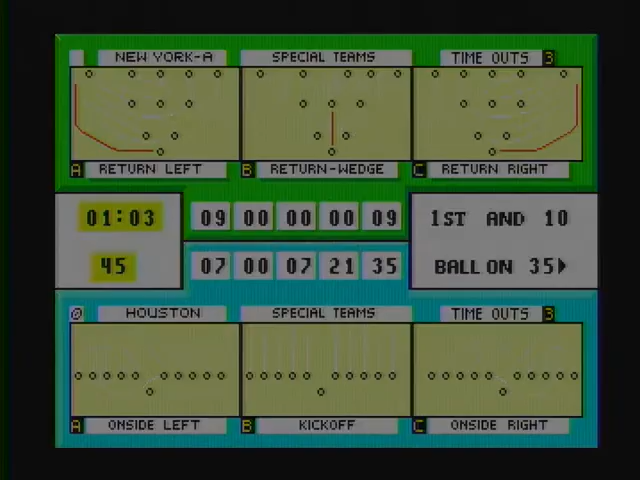 NEW YORK-A SPECIAL TEAMS TIME OUTS 3
A RETURN LEFT B RETURN-WEDGE C RETURN RIGHT
01:03 09 00 00 00 09 1ST AND 10
45 07 00 07 21 35 BALL ON 35
0 HOUSTON SPECIAL TEAMS TIME OUTS 3
A ONSIDE LEFT B KICKOFF C ONSIDE RIGHT